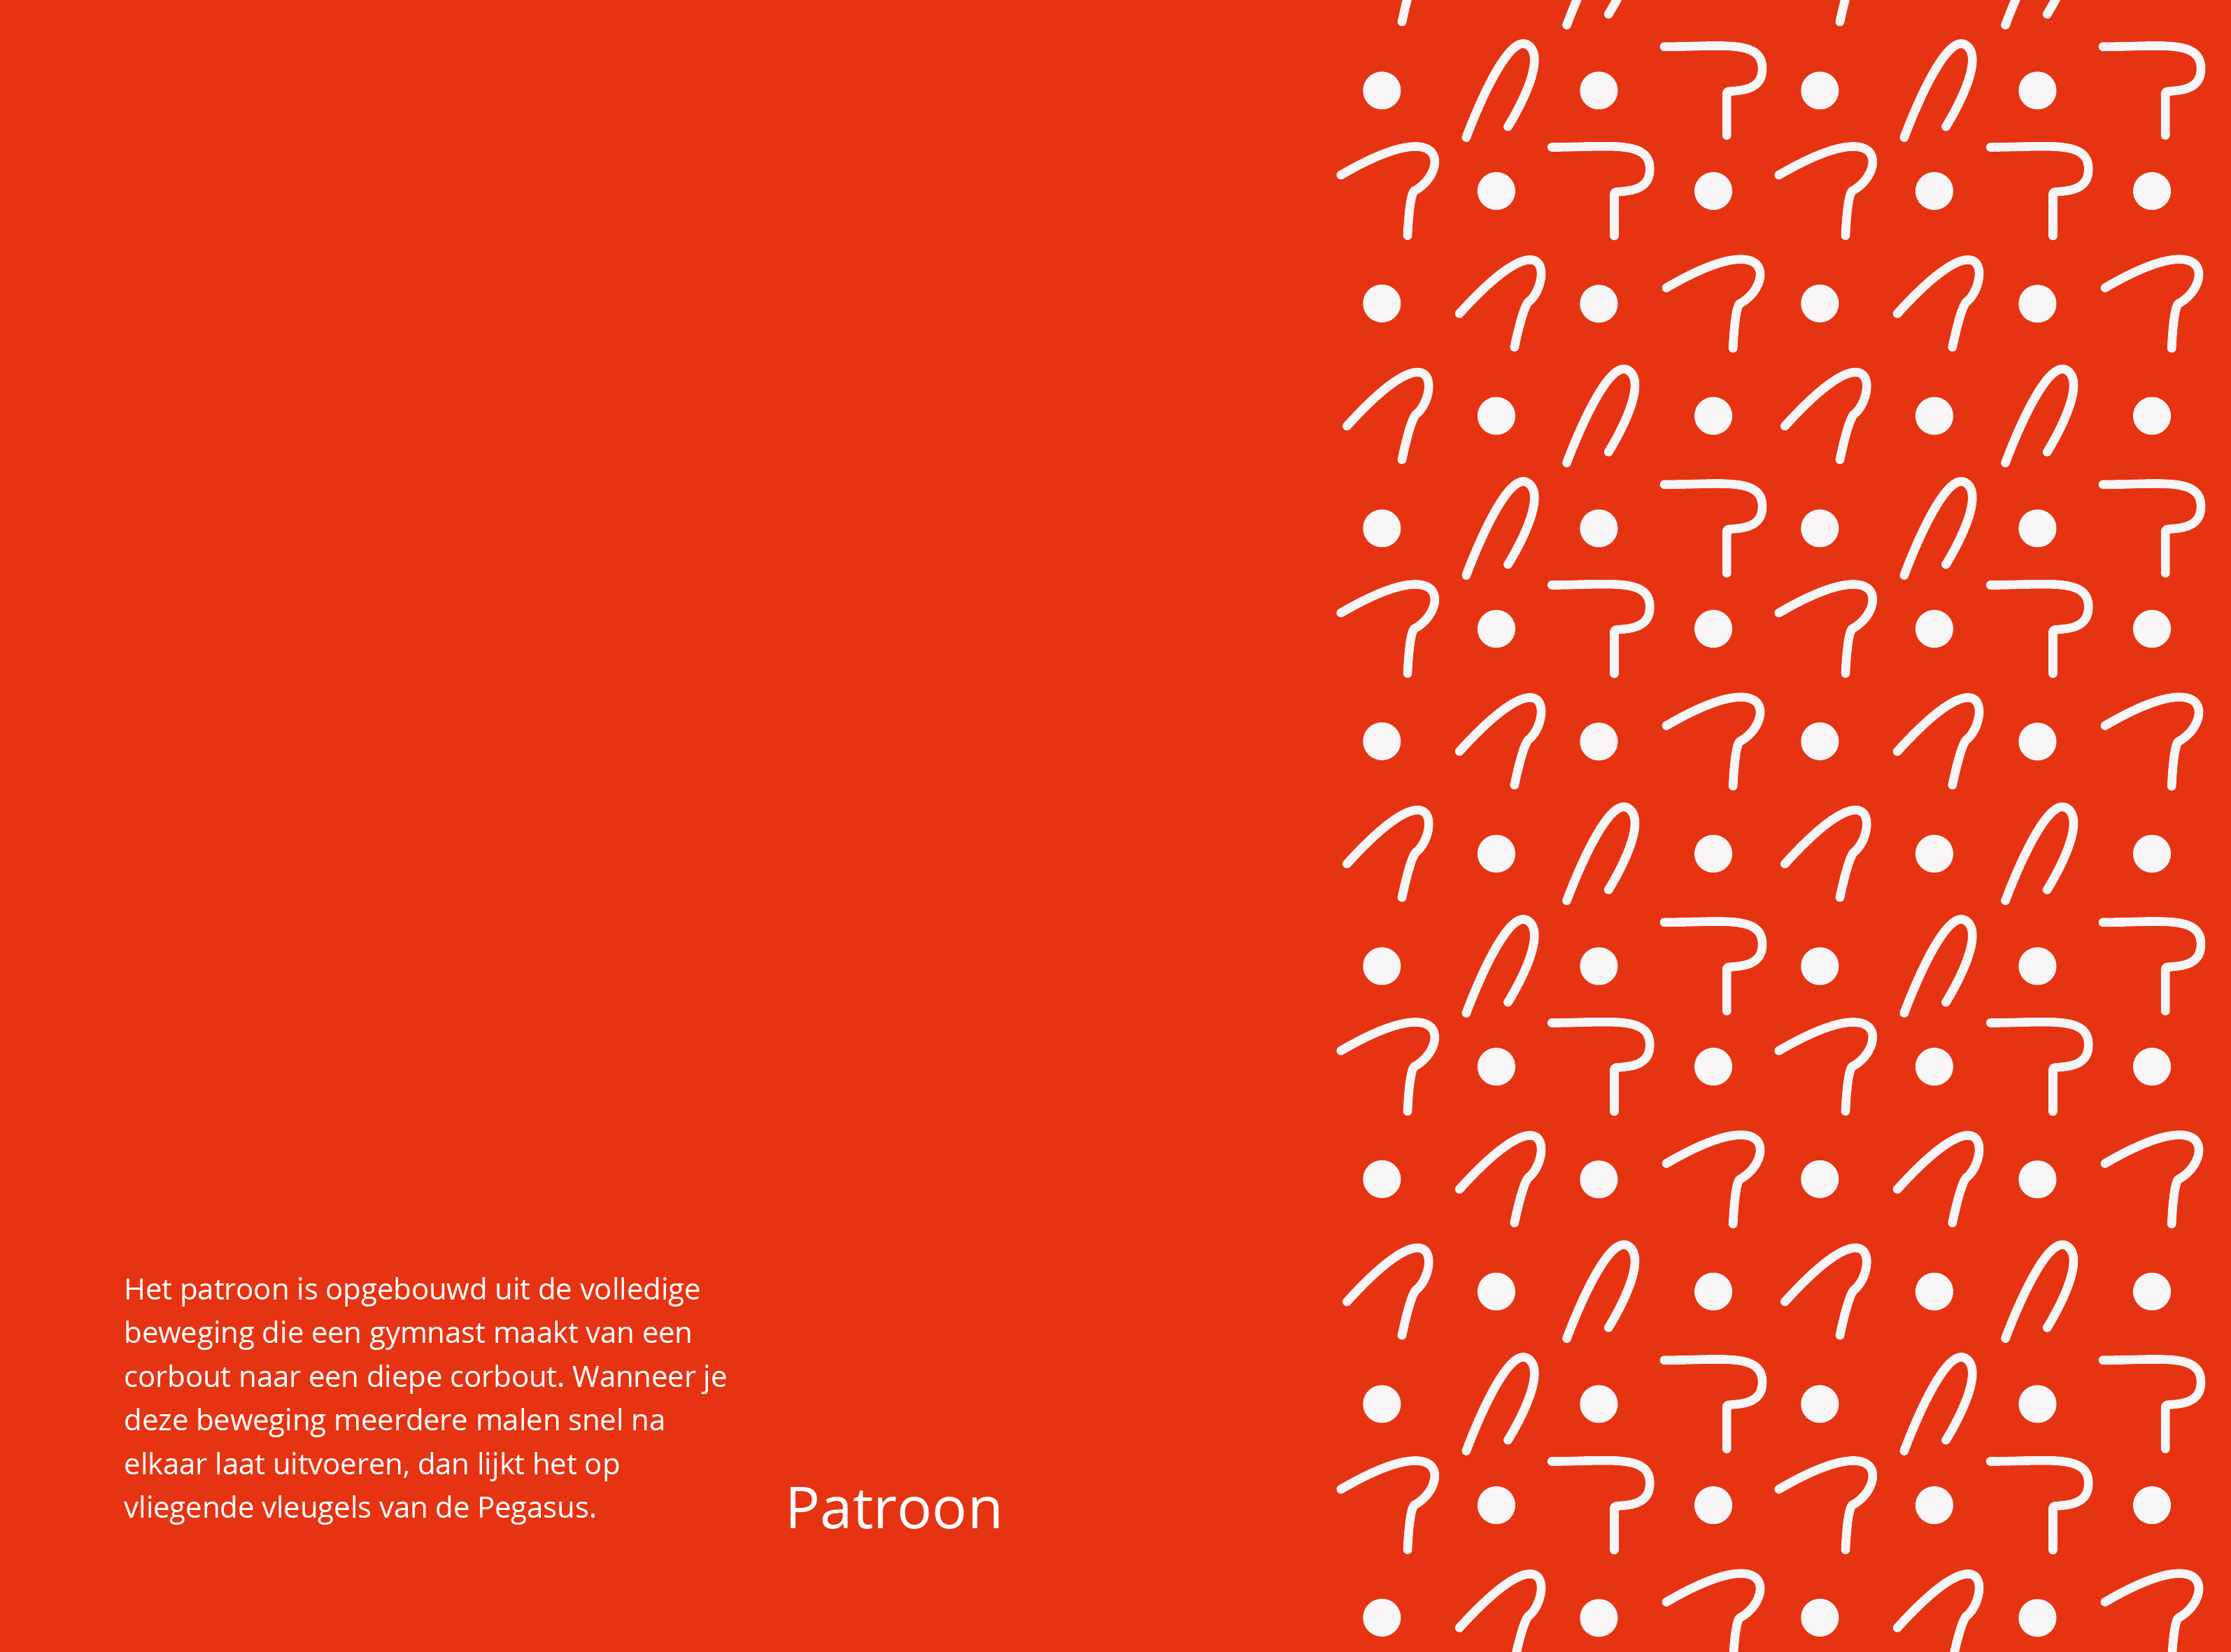 Het patroon is opgebouwd uit de volledige
beweging die een gymnast maakt van een
corbout naar een diepe corbout. Wanneer je
deze beweging meerdere malen snel na
elkaar laat uitvoeren, dan lijkt het op
vliegende vleugels van de Pegasus.
Patroon